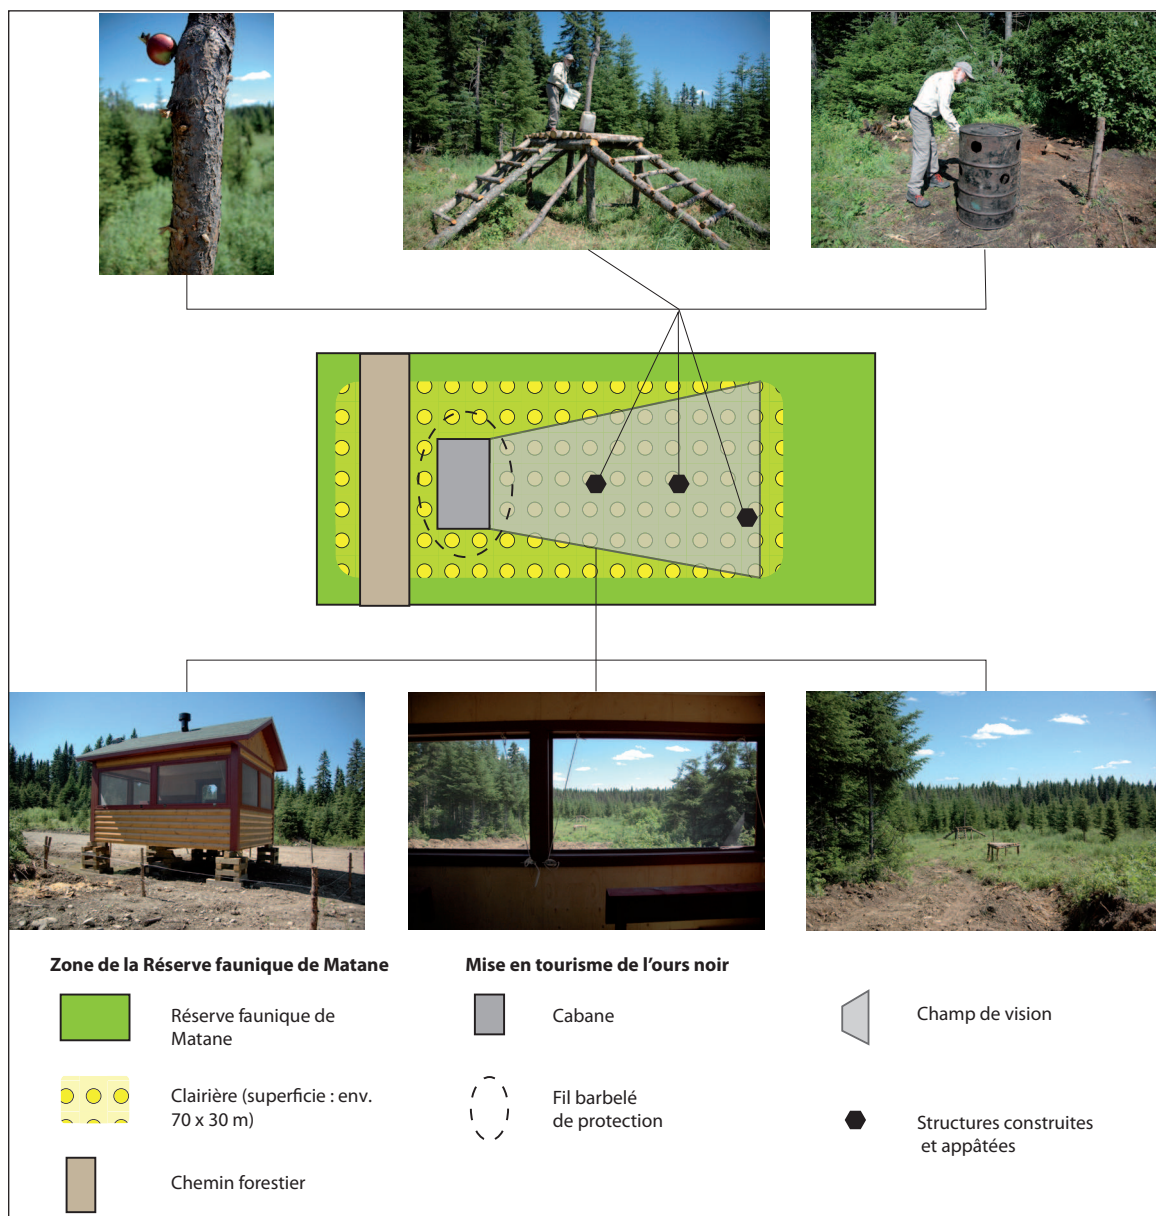 Zone de la Réserve faunique de Matane
Réserve faunique de
Matane
Clairière (superficie : env.
70 x 30 m)
Chemin forestier
Mise en tourisme de l’ours noir
Cabane
Fil barbelé
de protection
Champ de vision
Structures construites
et appâtées